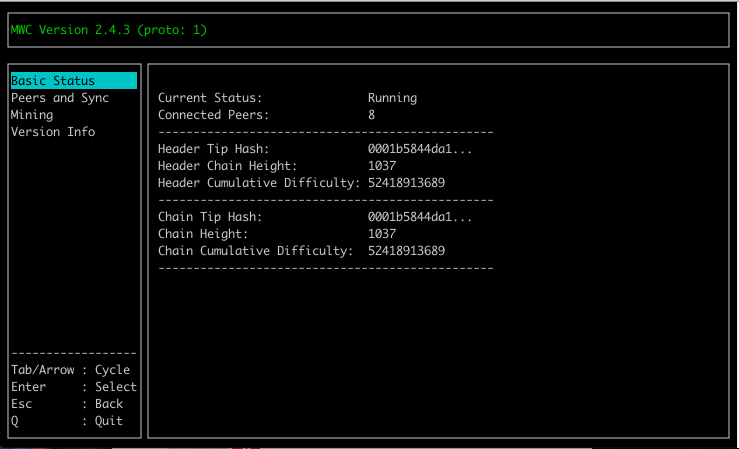 MWC Version 2.4.3 (proto: 1)
Basic Status
Peers and Sync
Mining
Version Info
------------------
Tab/Arrow : Cycle
Enter     : Select
Esc       : Back
Q         : Quit
Current Status:               Running
Connected Peers:              8
------------------------------------------------
Header Tip Hash:              0001b5844da1...
Header Chain Height:          1037
Header Cumulative Difficulty: 52418913689
------------------------------------------------
Chain Tip Hash:               0001b5844da1...
Chain Height:                 1037
Chain Cumulative Difficulty:  52418913689
------------------------------------------------